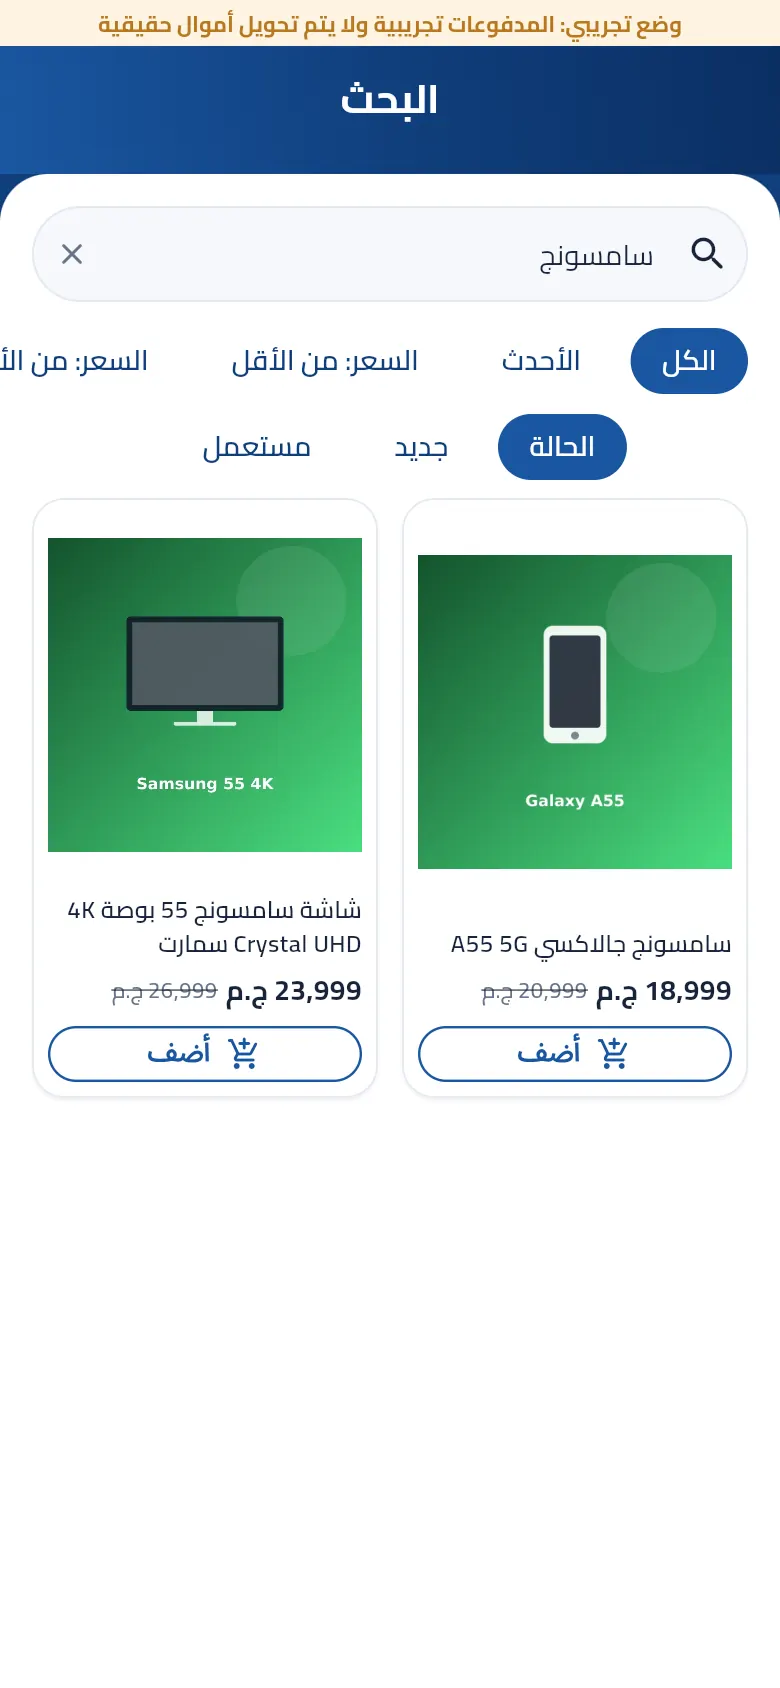 وضع تجريبي: المدفوعات تجريبية ولا يتم تحويل أموال حقيقية
البحث
سامسونج
الكل
الأحدث
السعر: من الأقل
السعر: من الأ
الحالة
جديد
مستعمل
Galaxy A55
سامسونج جالاكسي A55 5G
18,999 ج.م 20,999 ج.م
أضف
Samsung 55 4K
شاشة سامسونج 55 بوصة 4K
Crystal UHD سمارت
23,999 ج.م 26,999 ج.م
أضف